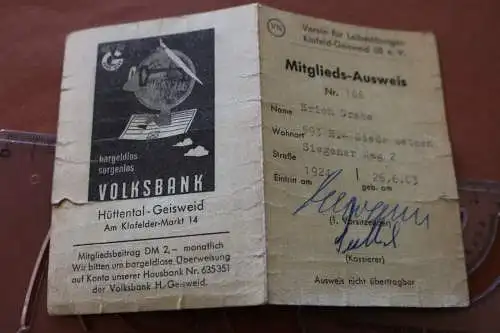 bargeldlos
sorgenlos
VOLKSBANK
Hüttental-Geisweid
Am Klafelder-Markt 14
Mitgliedsbeitrag DM 2,- monatlich
Wir bitten um bargeldlose Überweisung
auf Konto unserer Hausbank Nr. 635351
der Volksbank H.-Geisweid.
Verein für Leibesübungen
Klafeld-Geisweid 08 e. V.
Mitglieds-Ausweis
Nr. 166
Name Erich
Wohnort 593 H.-
Straße Siegener Weg 2
Eintritt am 1924 geb. am 26.6.03
(1. Vorsitzender)
(Kassierer)
Ausweis nicht übertragbar